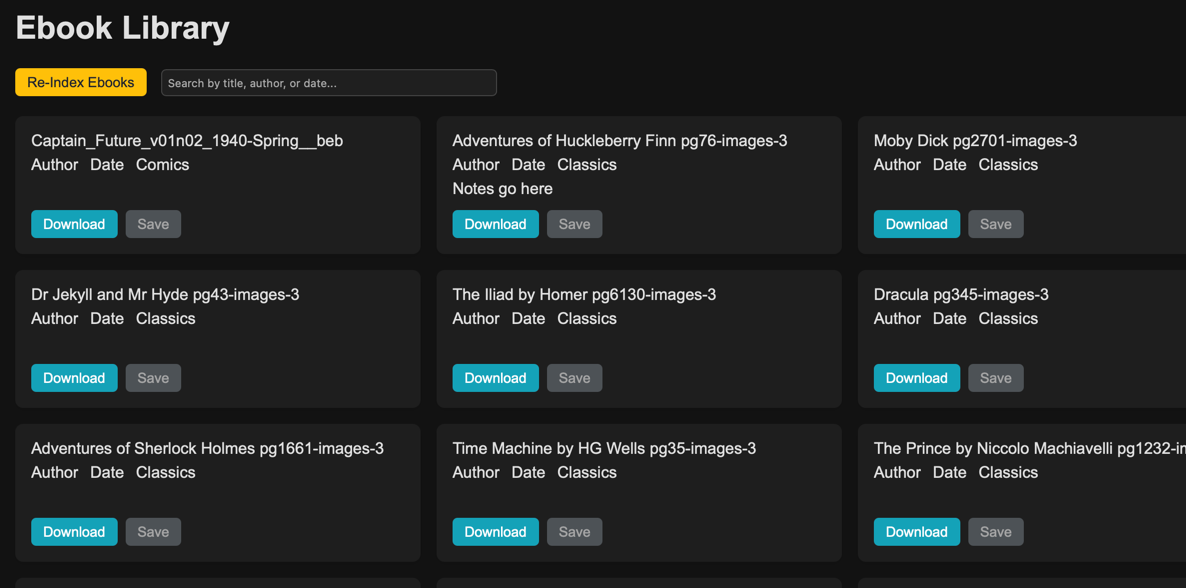 Ebook Library
Re-Index Ebooks Search by title, author, or date...
Captain_Future_v01n02_1940-Spring__beb
Author Date Comics
Download Save
Adventures of Huckleberry Finn pg76-images-3
Author Date Classics
Notes go here
Download Save
Moby Dick pg2701-images-3
Author Date Classics
Download Save
Dr Jekyll and Mr Hyde pg43-images-3
Author Date Classics
Download Save
The Iliad by Homer pg6130-images-3
Author Date Classics
Download Save
Dracula pg345-images-3
Author Date Classics
Download Save
Adventures of Sherlock Holmes pg1661-images-3
Author Date Classics
Download Save
Time Machine by HG Wells pg35-images-3
Author Date Classics
Download Save
The Prince by Niccolo Machiavelli pg1232-
Author Date Classics
Download Save